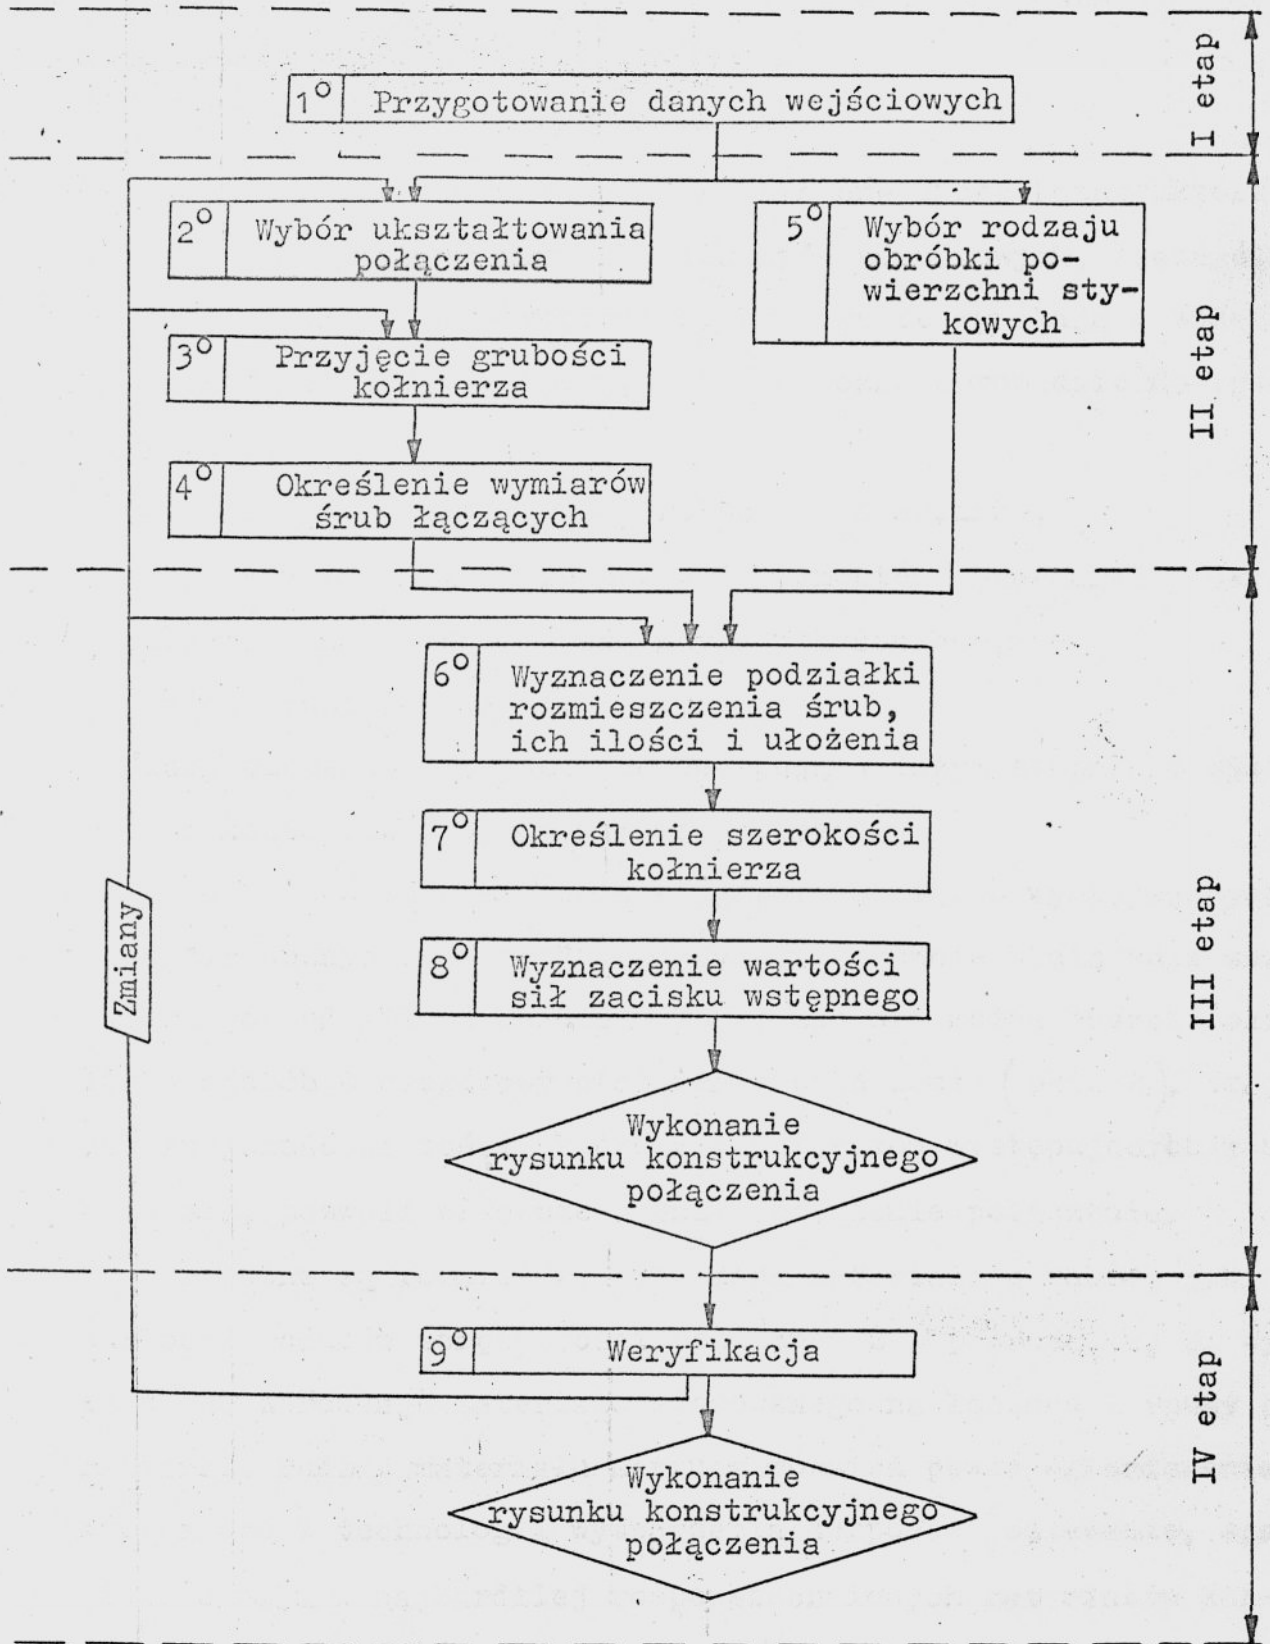 I etap
1° Przygotowanie danych wejściowych
2° Wybór ukształtowania
połączenia
5° Wybór rodzaju
obróbki po-
wierzchni sty-
kowych
3° Przyjęcie grubości
kołnierza
II etap
4° Określenie wymiarów
śrub łączących
6° Wyznaczenie podziałki
rozmieszczenia śrub,
ich ilości i ułożenia
7° Określenie szerokości
kołnierza
Zmiany
8° Wyznaczenie wartości
sił zacisku wstępnego
III etap
Wykonanie
rysunku konstrukcyjnego
połączenia
9° Weryfikacja
IV etap
Wykonanie
rysunku konstrukcyjnego
połączenia